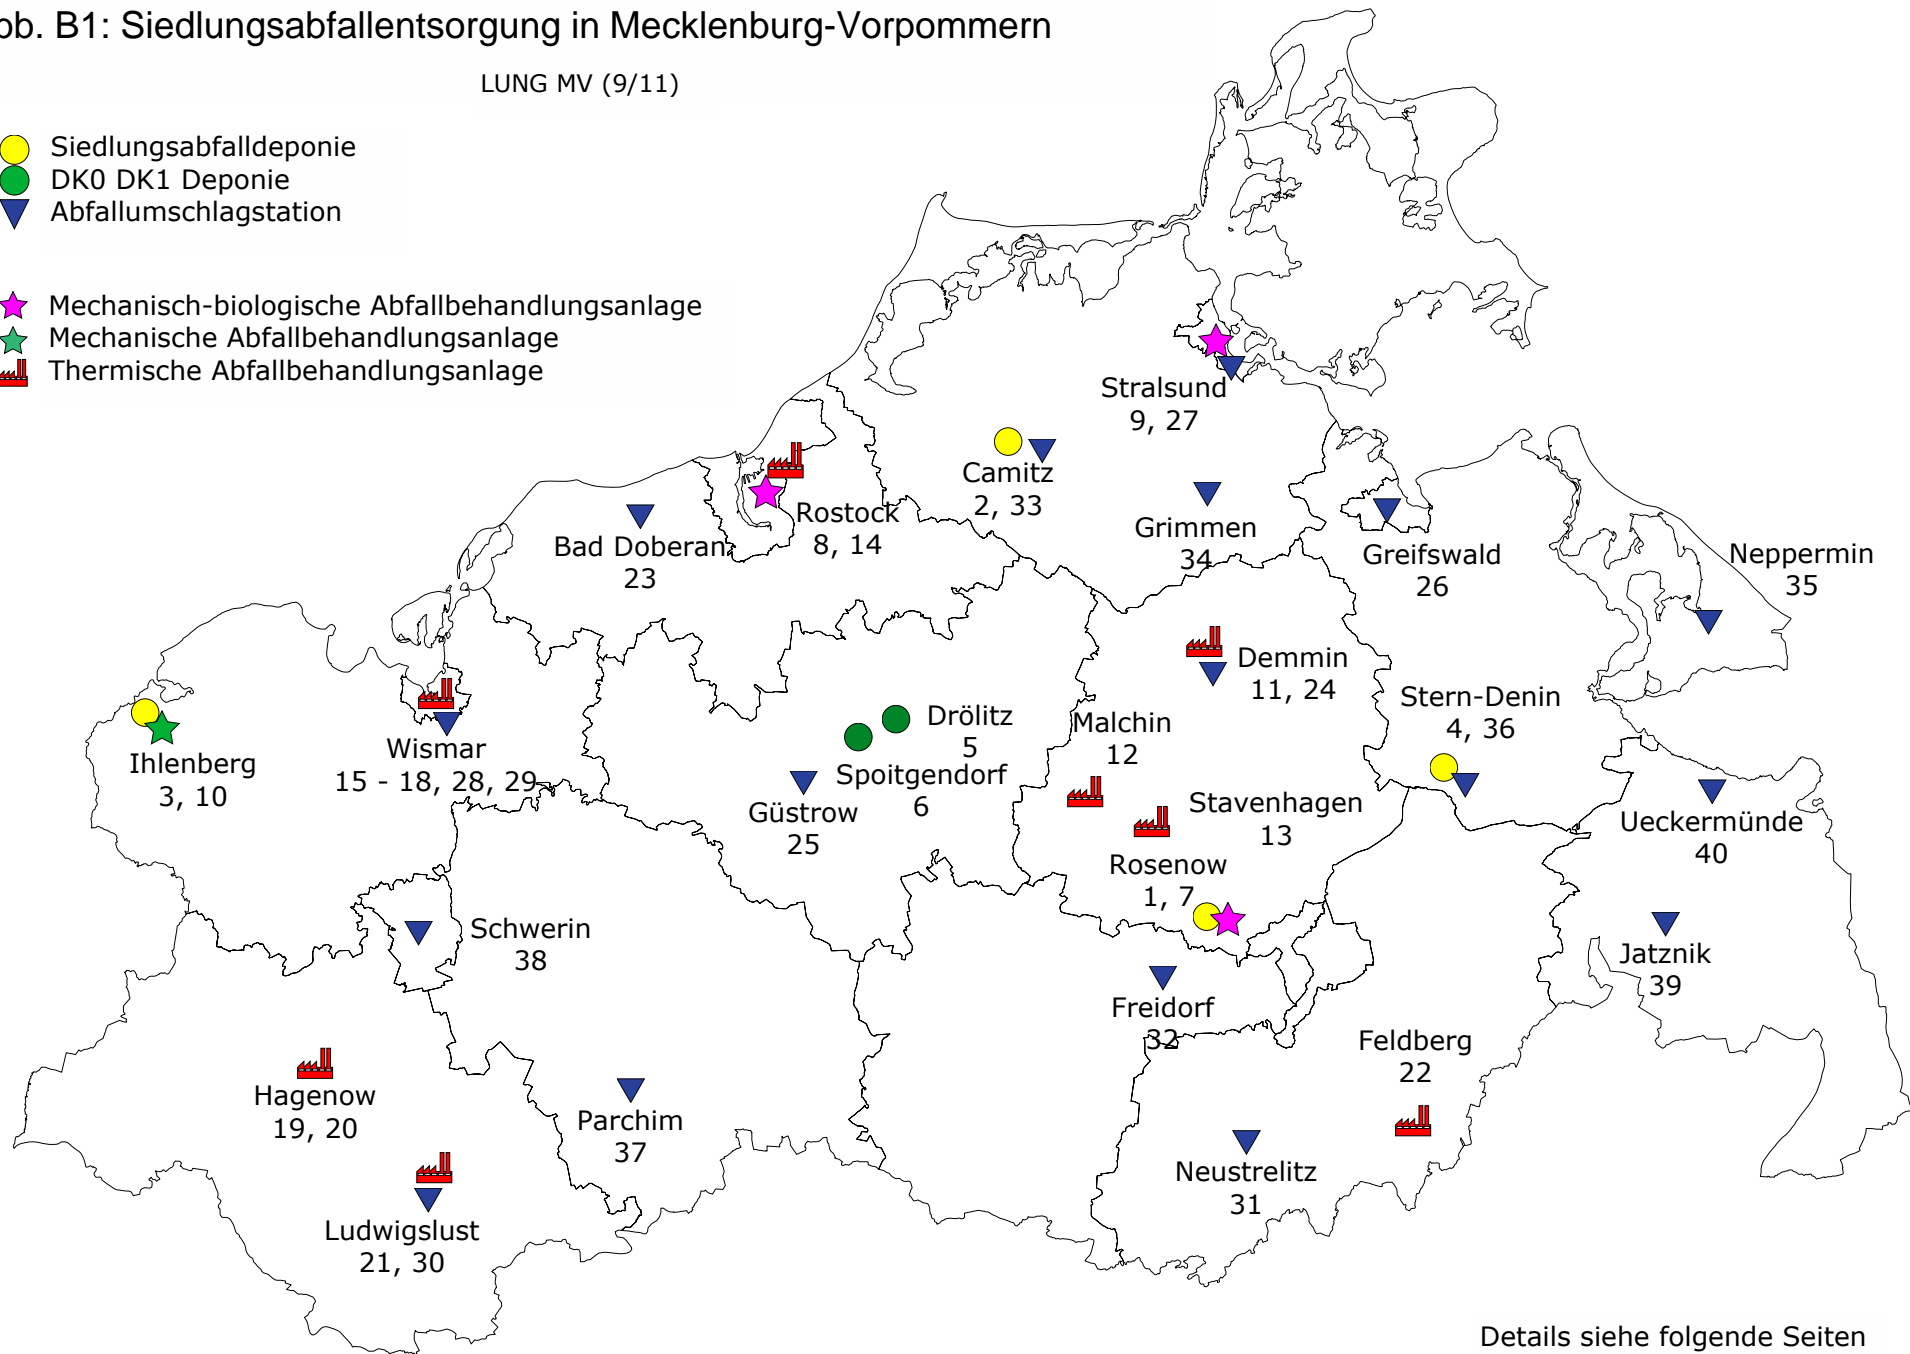 bb. B1: Siedlungsabfallentsorgung in Mecklenburg-Vorpommern
LUNG MV (9/11)
Siedlungsabfalldeponie
DK0 DK1 Deponie
Abfallumschlagstation
Mechanisch-biologische Abfallbehandlungsanlage
Mechanische Abfallbehandlungsanlage
Thermische Abfallbehandlungsanlage
Stralsund
9, 27
Camitz
2, 33
Rostock
8, 14
Grimmen
34
Bad Doberan
23
Greifswald
26
Neppermin
35
Demmin
11, 24
Stern-Denin
4, 36
Malchin
12
Drölitz
5
Spoitgendorf
6
Güstrow
25
Wismar
15 - 18, 28, 29
Ihlenberg
3, 10
Stavenhagen
13
Ueckermünde
40
Rosenow
1, 7
Schwerin
38
Jatznik
39
Freidorf
32
Feldberg
22
Hagenow
19, 20
Parchim
37
Neustrelitz
31
Ludwigslust
21, 30
Details siehe folgende Seiten